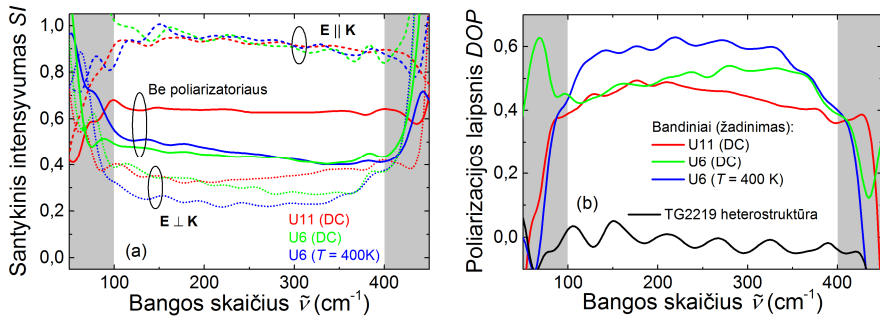 Santykinis intensyvumas SI
1,0
0,8
0,6
0,4
0,2
0,0
E || K
Be poliarizatoriaus
E ⊥ K
U11 (DC)
U6 (DC)
U6 (T = 400K)
(a)
100 200 300 400
Bangos skaičius ν̃ (cm⁻¹)
Poliarizacijos laipsnis DOP
0,6
0,4
0,2
0,0
Bandiniai (žadinimas):
U11 (DC)
U6 (DC)
U6 (T = 400 K)
(b)
TG2219 heterostruktūra
100 200 300 400
Bangos skaičius ν̃ (cm⁻¹)